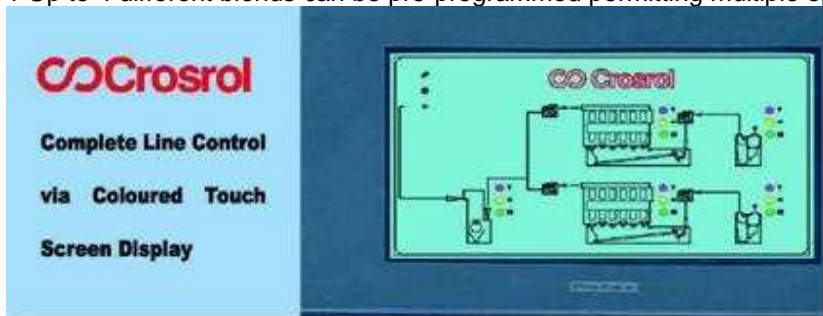 Up to 4 different blends can be pre-programmed permitting multiple
Crosrol
Complete Line Control
via Coloured Touch
Screen Display
Crosrol